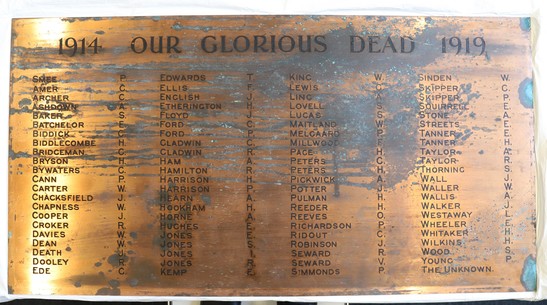 1914 OUR GLORIOUS DEAD 1919
SMEE P. EDWARDS T. KING W. SINDEN W.
AMER C. ELLIS F. LEWIS C. SKIPPER C.
ARCHER C. ENGLISH J. LING A. SKIPPER P.
ASHDOWN A. ETHERINGTON H. LOVELL SQUIRRELL E.
BAKER S. FLOYD J. LUCAS S. STONE A.
BATCHELOR F. FORD E. MAITLAND W. STREETS E.
BIDDICK C. FORD P. MELGAARD P. TANNER E.
BIDDLECOMBE H. GLADWIN C. MILLWOOD F. TANNER H.
BRIDGEMAN C. GLADWIN R. PACE H. TAYLOR A.
BRYSON H. HAM A. PETERS C. TAYLOR R.
BYWATERS C. HAMILTON R. PETERS H. THORNING S.
CANN P. HARRISON H. PICKWICK A. WALL J.
CARTER W. HARRISON P. POTTER J. WALLER W.
CHACKSFIELD J. HEARN A. PULMAN H. WALLIS A.
CHAPNESS W. HOOKHAM H. REEDER H. WALKER J.
COOPER J. HORNE A. REEVES O. WESTAWAY L.
CROKER R. HUGHES E. RICHARDSON P. WHEELER F.
DAVIES W. JONES E. RIDOUT C. WHITAKER H.
DEAN W. JONES S. ROBINSON J. WILKINS H.
DEATH JONES SEWARD R. WOOD S.
DOOLEY R. JONES SEWARD V. YOUNG P.
EDE C. KEMP E. SIMMONDS P. THE UNKNOWN.